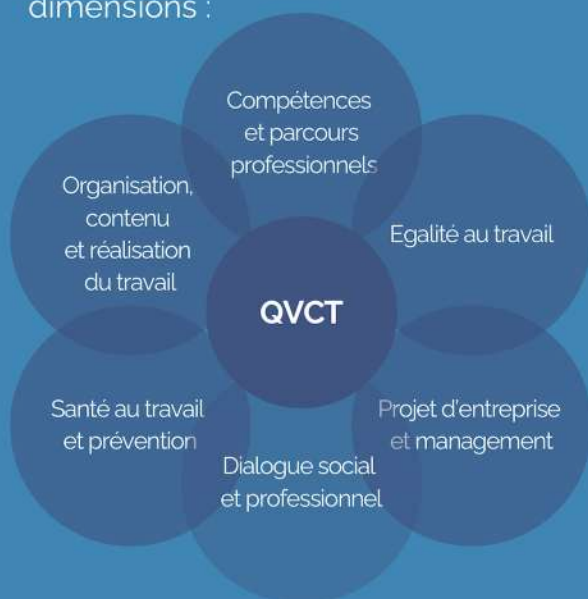 dimensions :
Compétences
et parcours
professionnels
Organisation,
contenu
et réalisation
du travail
Egalité au travail
QVCT
Santé au travail
et prévention
Projet d'entreprise
et management
Dialogue social
et professionnel